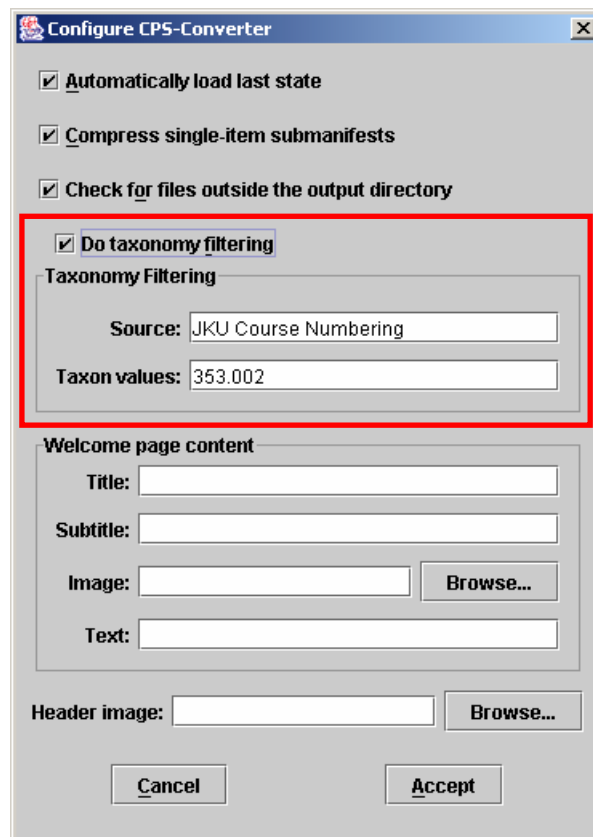 Configure CPS-Converter
Automatically load last state
Compress single-item submanifests
Check for files outside the output directory
Do taxonomy filtering
Taxonomy Filtering
Source: JKU Course Numbering
Taxon values: 353.002
Welcome page content
Title:
Subtitle:
Image: Browse...
Text:
Header image: Browse...
Cancel Accept